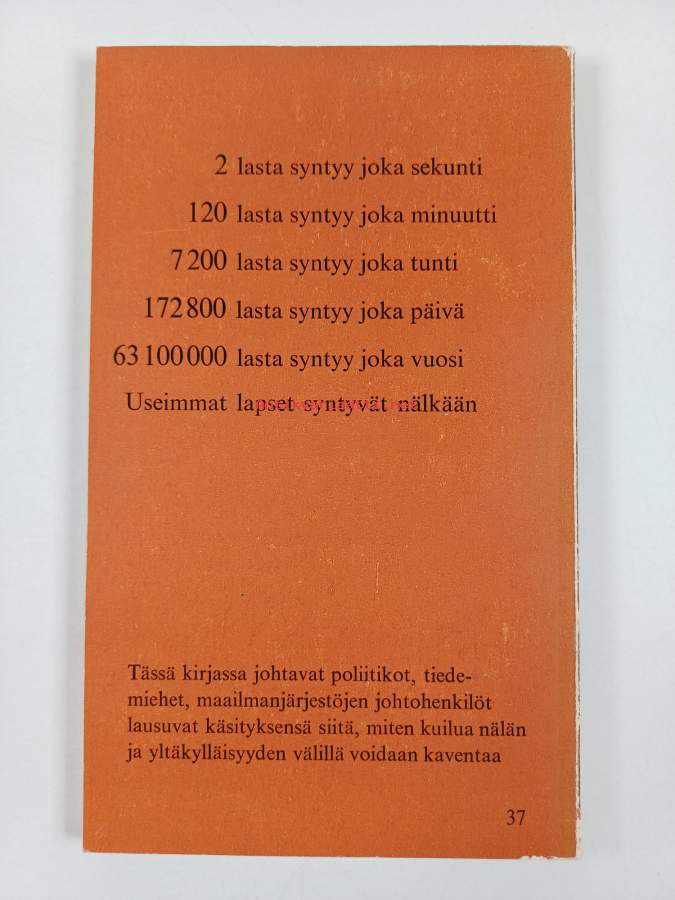 2 lasta syntyy joka sekunti
120 lasta syntyy joka minuutti
7 200 lasta syntyy joka tunti
172 800 lasta syntyy joka päivä
63 100 000 lasta syntyy joka vuosi
Useimmat lapset syntyvät nälkään
Tässä kirjassa johtavat poliitikot, tiede-
miehet, maailmanjärjestöjen johtohenkilöt
lausuvat käsityksensä siitä, miten kuilua nälän
ja yltäkylläisyyden välillä voidaan kaventaa
37